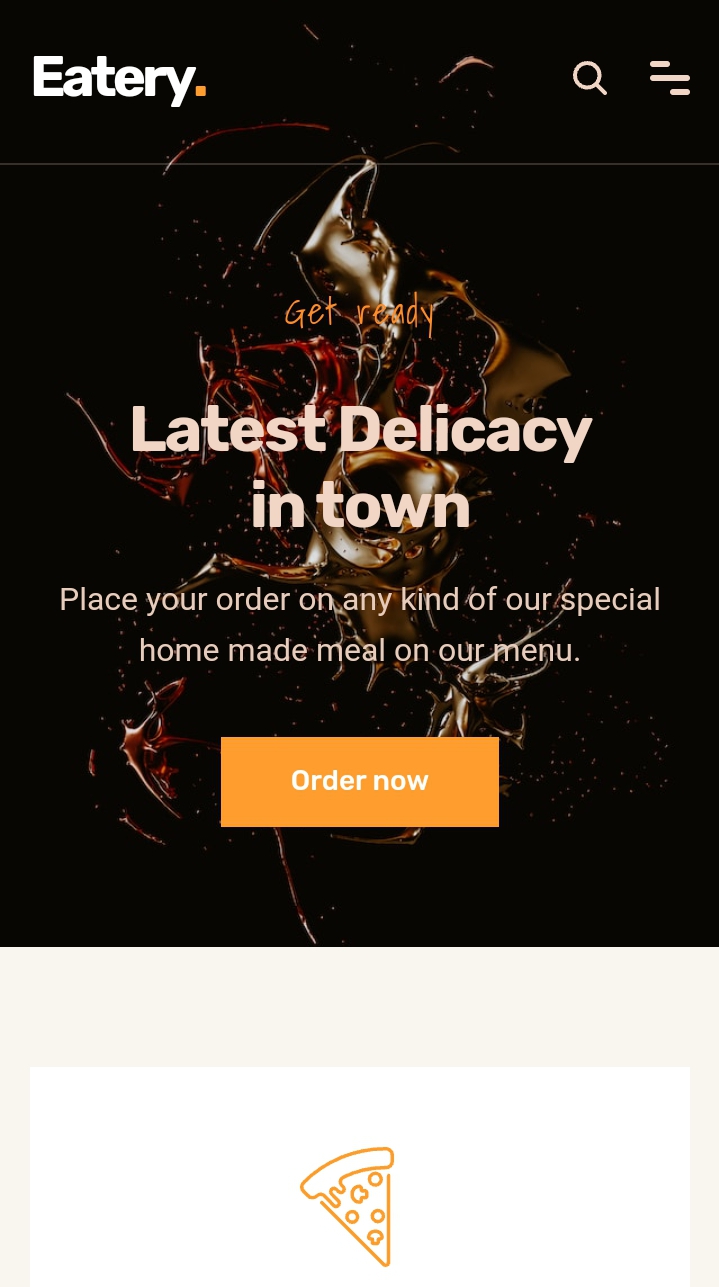 Eatery.
Get ready
Latest Delicacy
in town
Place your order on any kind of our special
home made meal on our menu.
Order now